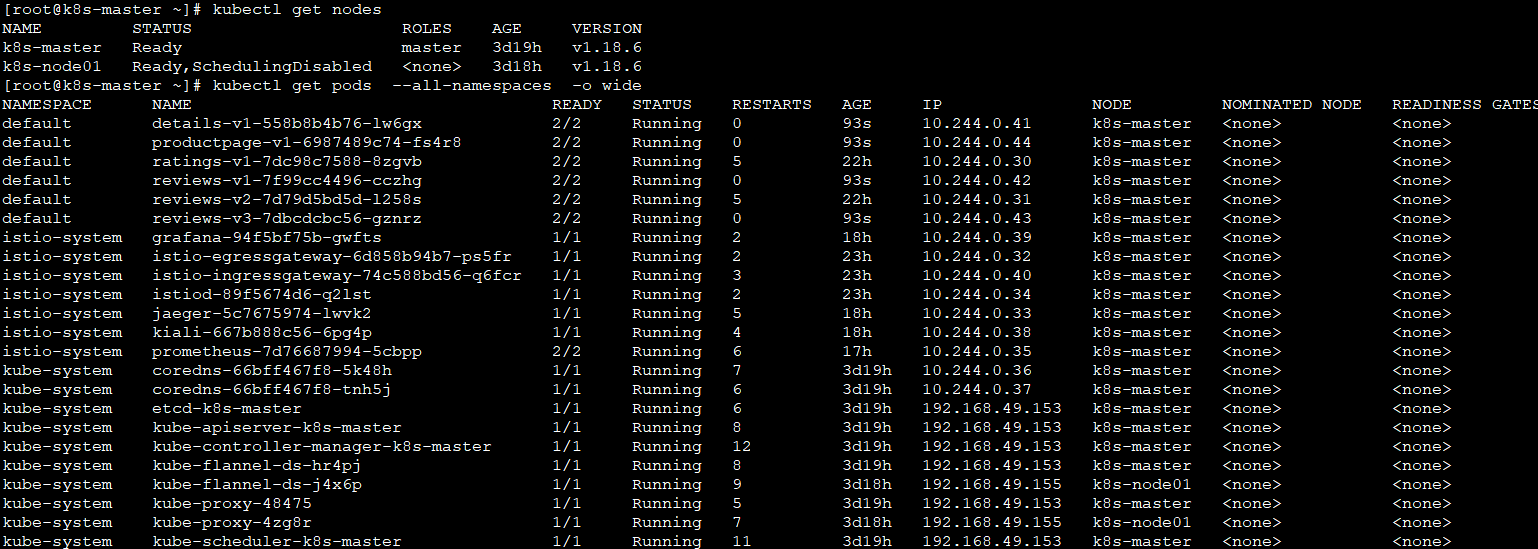 [root@k8s-master ~]# kubectl get nodes
NAME         STATUS                     ROLES    AGE     VERSION
k8s-master   Ready                      master   3d19h   v1.18.6
k8s-node01   Ready,SchedulingDisabled   <none>   3d18h   v1.18.6
[root@k8s-master ~]# kubectl get pods  --all-namespaces  -o wide
NAMESPACE      NAME                                    READY   STATUS    RESTARTS   AGE     IP               NODE         NOMINATED NODE   READINESS GATES
default        details-v1-558b8b4b76-lw6gx             2/2     Running   0          93s     10.244.0.41      k8s-master   <none>           <none>
default        productpage-v1-6987489c74-fs4r8         2/2     Running   0          93s     10.244.0.44      k8s-master   <none>           <none>
default        ratings-v1-7dc98c7588-8zgvb             2/2     Running   5          22h     10.244.0.30      k8s-master   <none>           <none>
default        reviews-v1-7f99cc4496-cczhg             2/2     Running   0          93s     10.244.0.42      k8s-master   <none>           <none>
default        reviews-v2-7d79d5bd5d-l258s             2/2     Running   5          22h     10.244.0.31      k8s-master   <none>           <none>
default        reviews-v3-7dbcdcbc56-gznrz             2/2     Running   0          93s     10.244.0.43      k8s-master   <none>           <none>
istio-system   grafana-94f5bf75b-gwfts                 1/1     Running   2          18h     10.244.0.39      k8s-master   <none>           <none>
istio-system   istio-egressgateway-6d858b94b7-ps5fr    1/1     Running   2          23h     10.244.0.32      k8s-master   <none>           <none>
istio-system   istio-ingressgateway-74c588bd56-q6fcr   1/1     Running   3          23h     10.244.0.40      k8s-master   <none>           <none>
istio-system   istiod-89f5674d6-q2lst                  1/1     Running   2          23h     10.244.0.34      k8s-master   <none>           <none>
istio-system   jaeger-5c7675974-lwvk2                  1/1     Running   5          18h     10.244.0.33      k8s-master   <none>           <none>
istio-system   kiali-667b888c56-6pg4p                  1/1     Running   4          18h     10.244.0.38      k8s-master   <none>           <none>
istio-system   prometheus-7d76687994-5cbpp             2/2     Running   6          17h     10.244.0.35      k8s-master   <none>           <none>
kube-system    coredns-66bff467f8-5k48h                1/1     Running   7          3d19h   10.244.0.36      k8s-master   <none>           <none>
kube-system    coredns-66bff467f8-tnh5j                1/1     Running   6          3d19h   10.244.0.37      k8s-master   <none>           <none>
kube-system    etcd-k8s-master                         1/1     Running   6          3d19h   192.168.49.153   k8s-master   <none>           <none>
kube-system    kube-apiserver-k8s-master               1/1     Running   8          3d19h   192.168.49.153   k8s-master   <none>           <none>
kube-system    kube-controller-manager-k8s-master      1/1     Running   12         3d19h   192.168.49.153   k8s-master   <none>           <none>
kube-system    kube-flannel-ds-hr4pj                   1/1     Running   8          3d19h   192.168.49.153   k8s-master   <none>           <none>
kube-system    kube-flannel-ds-j4x6p                   1/1     Running   9          3d18h   192.168.49.155   k8s-node01   <none>           <none>
kube-system    kube-proxy-48475                        1/1     Running   5          3d19h   192.168.49.153   k8s-master   <none>           <none>
kube-system    kube-proxy-4zg8r                        1/1     Running   7          3d18h   192.168.49.155   k8s-node01   <none>           <none>
kube-system    kube-scheduler-k8s-master               1/1     Running   11         3d19h   192.168.49.153   k8s-master   <none>           <none>